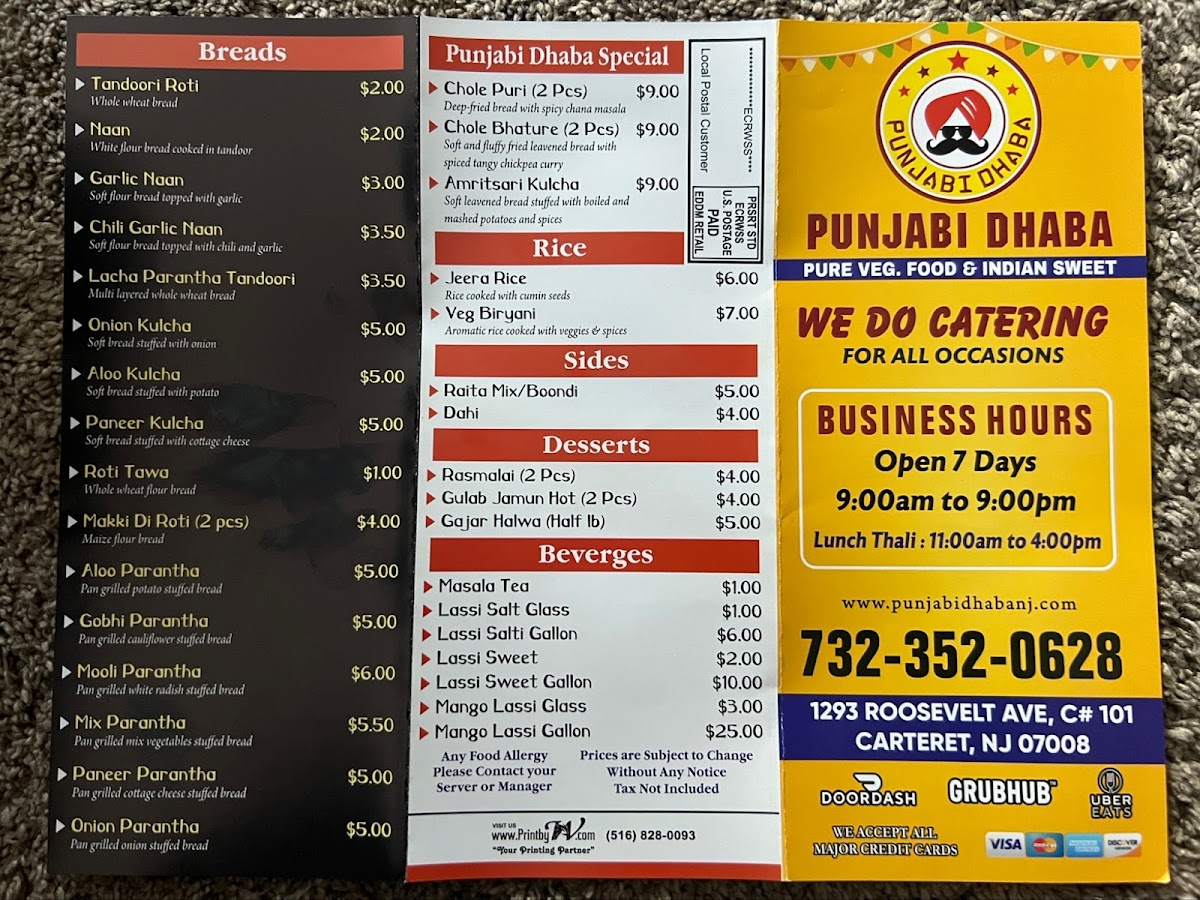 Breads
Tandoori Roti $2.00
Whole wheat bread
Naan $2.00
White flour bread cooked in tandoor
Garlic Naan $3.00
Soft flour bread topped with garlic
Chili Garlic Naan $3.50
Soft flour bread topped with chili and garlic
Lacha Parantha Tandoori $3.50
Multi layered whole wheat bread
Onion Kulcha $5.00
Soft bread stuffed with onion
Aloo Kulcha $5.00
Soft bread stuffed with potato
Paneer Kulcha $5.00
Soft bread stuffed with cottage cheese
Roti Tawa $1.00
Whole wheat flour bread
Makki Di Roti (2 pcs) $4.00
Maize flour bread
Aloo Parantha $5.00
Pan grilled potato stuffed bread
Gobhi Parantha $5.00
Pan grilled cauliflower stuffed bread
Mooli Parantha $6.00
Pan grilled white radish stuffed bread
Mix Parantha $5.50
Pan grilled mix vegetables stuffed bread
Paneer Parantha $5.00
Pan grilled cottage cheese stuffed bread
Onion Parantha $5.00
Pan grilled onion stuffed bread
Punjabi Dhaba Special
Chole Puri (2 Pcs) $9.00
Deep-fried bread with spicy chana masala
Chole Bhature (2 Pcs) $9.00
Soft and fluffy fried leavened bread with
spiced tangy chickpea curry
Amritsari Kulcha $9.00
Soft leavened bread stuffed with boiled and
mashed potatoes and spices
****************ECRWSS****
Local Postal Customer
PRSRT STD
ECRWSS
U.S. POSTAGE
PAID
EDDM RETAIL
Rice
Jeera Rice $6.00
Rice cooked with cumin seeds
Veg Biryani $7.00
Aromatic rice cooked with veggies & spices
Sides
Raita Mix/Boondi $5.00
Dahi $4.00
Desserts
Rasmalai (2 Pcs) $4.00
Gulab Jamun Hot (2 Pcs) $4.00
Gajar Halwa (Half lb) $5.00
Beverges
Masala Tea $1.00
Lassi Salt Glass $1.00
Lassi Salti Gallon $6.00
Lassi Sweet $2.00
Lassi Sweet Gallon $10.00
Mango Lassi Glass $3.00
Mango Lassi Gallon $25.00
Any Food Allergy
Please Contact your
Server or Manager
Prices are Subject to Change
Without Any Notice
Tax Not Included
VISIT US
www.PrintbyTV.com (516) 828-0093
"Your Printing Partner"
PUNJABI DHABA
PUNJABI DHABA
PURE VEG. FOOD & INDIAN SWEET
WE DO CATERING
FOR ALL OCCASIONS
BUSINESS HOURS
Open 7 Days
9:00am to 9:00pm
Lunch Thali : 11:00am to 4:00pm
www.punjabidhabanj.com
732-352-0628
1293 ROOSEVELT AVE, C# 101
CARTERET, NJ 07008
DOORDASH
GRUBHUB™
UBER
EATS
WE ACCEPT ALL
MAJOR CREDIT CARDS
VISA
DISCOVER